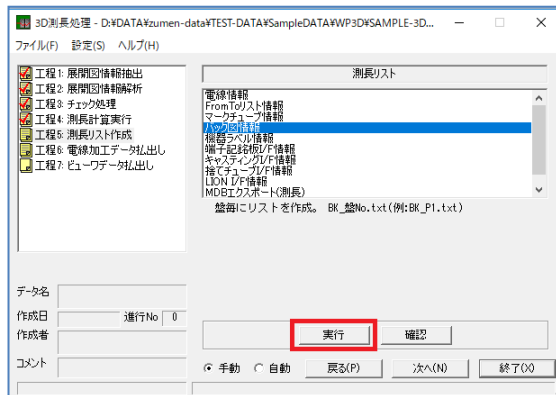 3D測長処理 - D:¥DATA¥zumen-data¥TEST-DATA¥SampleDATA¥WP3D¥SAMPLE-3D...
ファイル(F) 設定(S) ヘルプ(H)
工程1: 展開図情報抽出
工程2: 展開図情報解析
工程3: チェック処理
工程4: 測長計算実行
工程5: 測長リスト作成
工程6: 電線加工データ払出し
工程7: ビューワデータ払出し
測長リスト
電線情報
FromToリスト情報
マークチューブ情報
バック図情報
機器ラベル情報
端子記銘板I/F情報
キャスティングI/F情報
捨てチューブI/F情報
LION I/F情報
MDBエクスポート(測長)
盤毎にリストを作成。 BK_盤No.txt(例:BK_P1.txt)
データ名
作成日 進行No 0
作成者
コメント
実行 確認
手動 自動 戻る(P) 次へ(N) 終了(X)